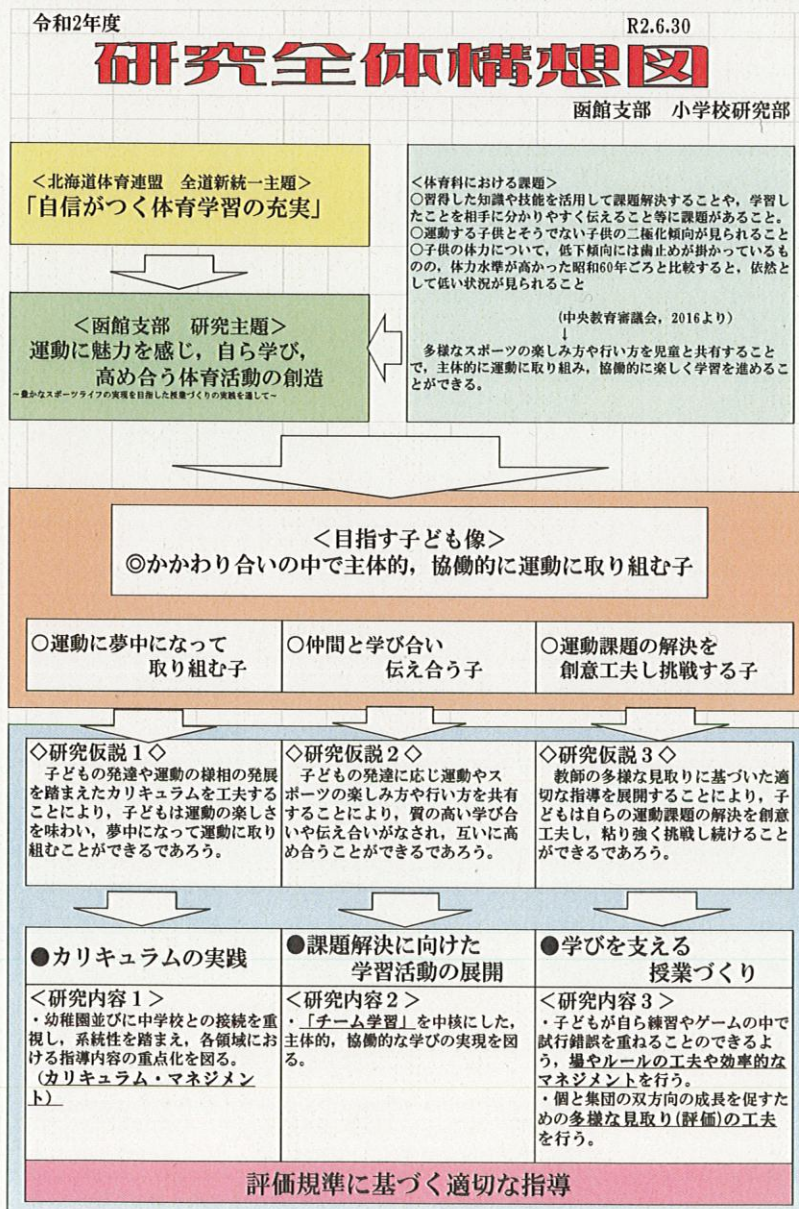 令和2年度
R2.6.30
研究全体構想図
函館支部　小学校研究部
＜北海道体育連盟　全道新統一主題＞
「自信がつく体育学習の充実」
＜函館支部　研究主題＞
運動に魅力を感じ，自ら学び，
高め合う体育活動の創造
～豊かなスポーツライフの実現を目指した授業づくりの実践を通して～
＜体育科における課題＞
○習得した知識や技能を活用して課題解決することや，学習し
たことを相手に分かりやすく伝えること等に課題があること。
○運動する子供とそうでない子供の二極化傾向が見られること
○子供の体力について，低下傾向には歯止めが掛かっているも
のの，体力水準が高かった昭和60年ごろと比較すると，依然と
して低い状況が見られること
(中央教育審議会，2016より)
↓
多様なスポーツの楽しみ方や行い方を児童と共有すること
で，主体的に運動に取り組み，協働的に楽しく学習を進めるこ
とができる。
＜目指す子ども像＞
◎かかわり合いの中で主体的，協働的に運動に取り組む子
○運動に夢中になって
取り組む子
○仲間と学び合い
伝え合う子
○運動課題の解決を
創意工夫し挑戦する子
◇研究仮説１◇
子どもの発達や運動の様相の発展
を踏まえたカリキュラムを工夫する
ことにより，子どもは運動の楽しさ
を味わい，夢中になって運動に取り
組むことができるであろう。
◇研究仮説２◇
子どもの発達に応じ運動やス
ポーツの楽しみ方や行い方を共有
することにより，質の高い学び合
いや伝え合いがなされ，互いに高
め合うことができるであろう。
◇研究仮説３◇
教師の多様な見取りに基づいた適
切な指導を展開することにより，子
どもは自らの運動課題の解決を創意
工夫し，粘り強く挑戦し続けること
ができるであろう。
●カリキュラムの実践
●課題解決に向けた
学習活動の展開
●学びを支える
授業づくり
＜研究内容１＞
・幼稚園並びに中学校との接続を重
視し，系統性を踏まえ，各領域にお
ける指導内容の重点化を図る。
（カリキュラム・マネジメン
ト）
＜研究内容２＞
・「チーム学習」を中核にした，
主体的，協働的な学びの実現を図
る。
＜研究内容３＞
・子どもが自ら練習やゲームの中で
試行錯誤を重ねることのできるよ
う，場やルールの工夫や効率的な
マネジメントを行う。
・個と集団の双方向の成長を促すた
めの多様な見取り(評価)の工夫
を行う。
評価規準に基づく適切な指導